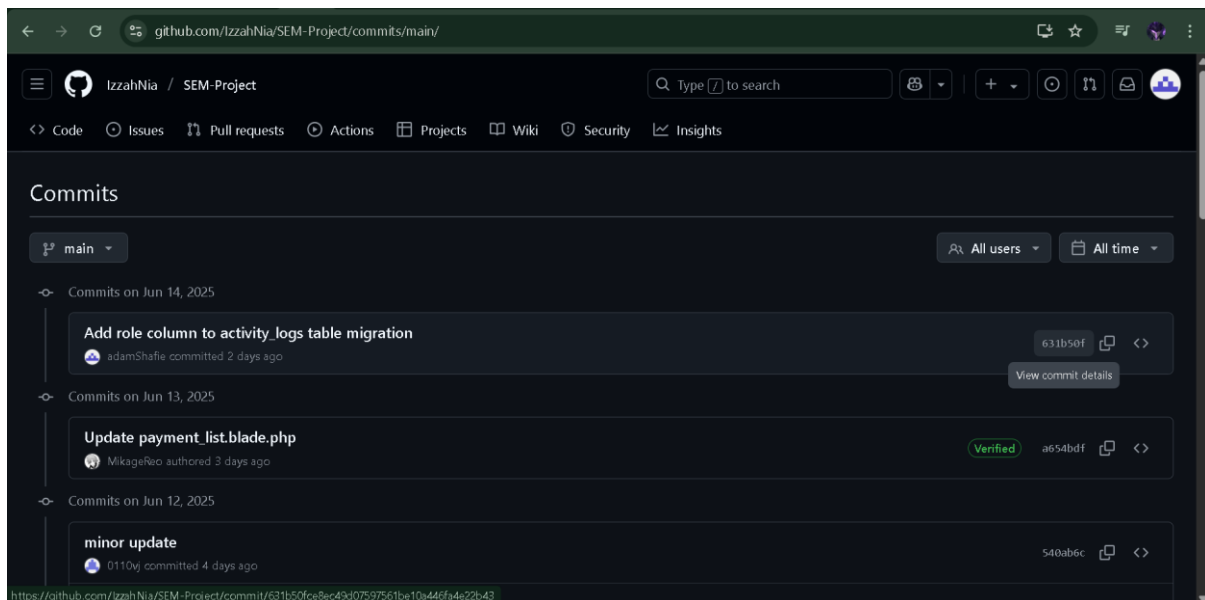 github.com/IzzahNia/SEM-Project/commits/main/
IzzahNia / SEM-Project
Type / to search
Code Issues Pull requests Actions Projects Wiki Security Insights
Commits
main
All users All time
Commits on Jun 14, 2025
Add role column to activity_logs table migration
adamShafie committed 2 days ago
631b50f
View commit details
Commits on Jun 13, 2025
Update payment_list.blade.php
MikageReo authored 3 days ago
Verified a654bdf
Commits on Jun 12, 2025
minor update
0110vj committed 4 days ago
540ab6c
https://github.com/IzzahNia/SEM-Project/commit/631b50fce8ec49d07597561be10a446fa4e22b43